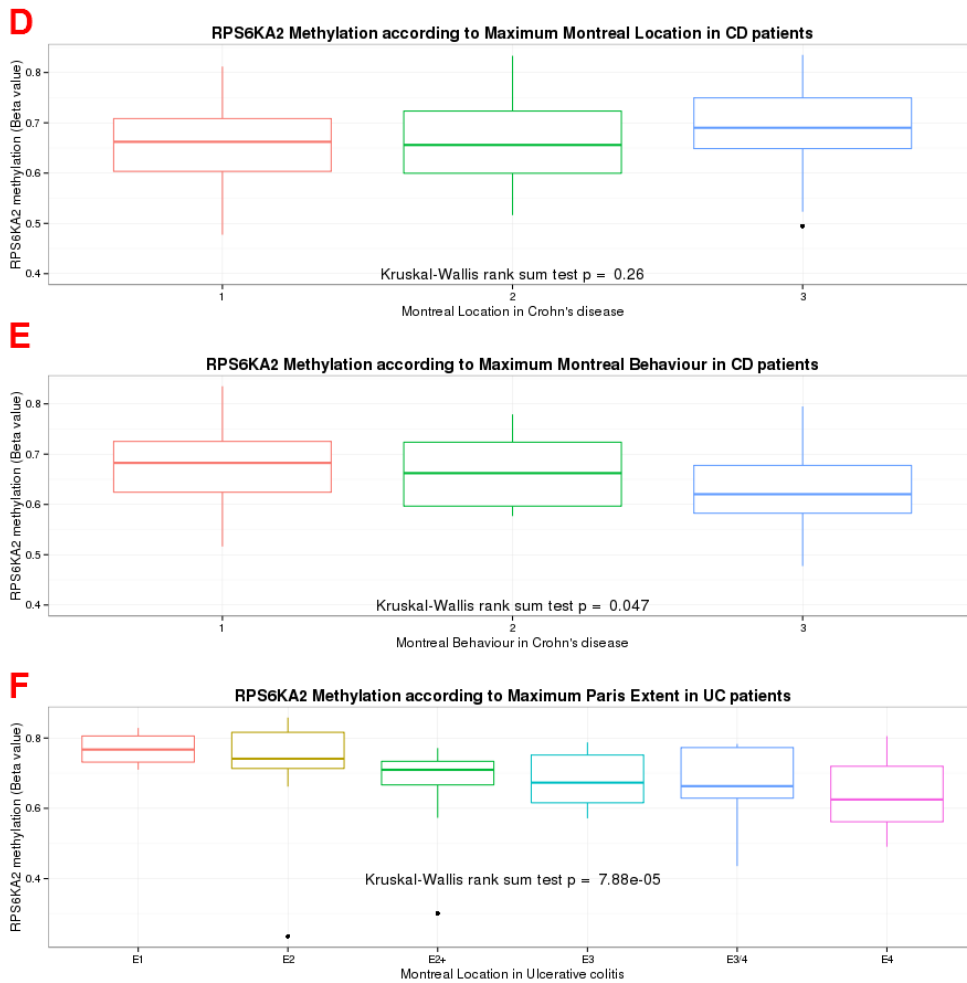 D
RPS6KA2 Methylation according to Maximum Montreal Location in CD patients
RPS6KA2 methylation (Beta value)
0.8
0.7
0.6
0.5
0.4
Kruskal-Wallis rank sum test p = 0.26
1 2 3
Montreal Location in Crohn's disease
E
RPS6KA2 Methylation according to Maximum Montreal Behaviour in CD patients
RPS6KA2 methylation (Beta value)
0.8
0.7
0.6
0.5
0.4
Kruskal-Wallis rank sum test p = 0.047
1 2 3
Montreal Behaviour in Crohn's disease
F
RPS6KA2 Methylation according to Maximum Paris Extent in UC patients
RPS6KA2 methylation (Beta value)
0.8
0.6
0.4
Kruskal-Wallis rank sum test p = 7.88e-05
E1 E2 E2+ E3 E3/4 E4
Montreal Location in Ulcerative colitis